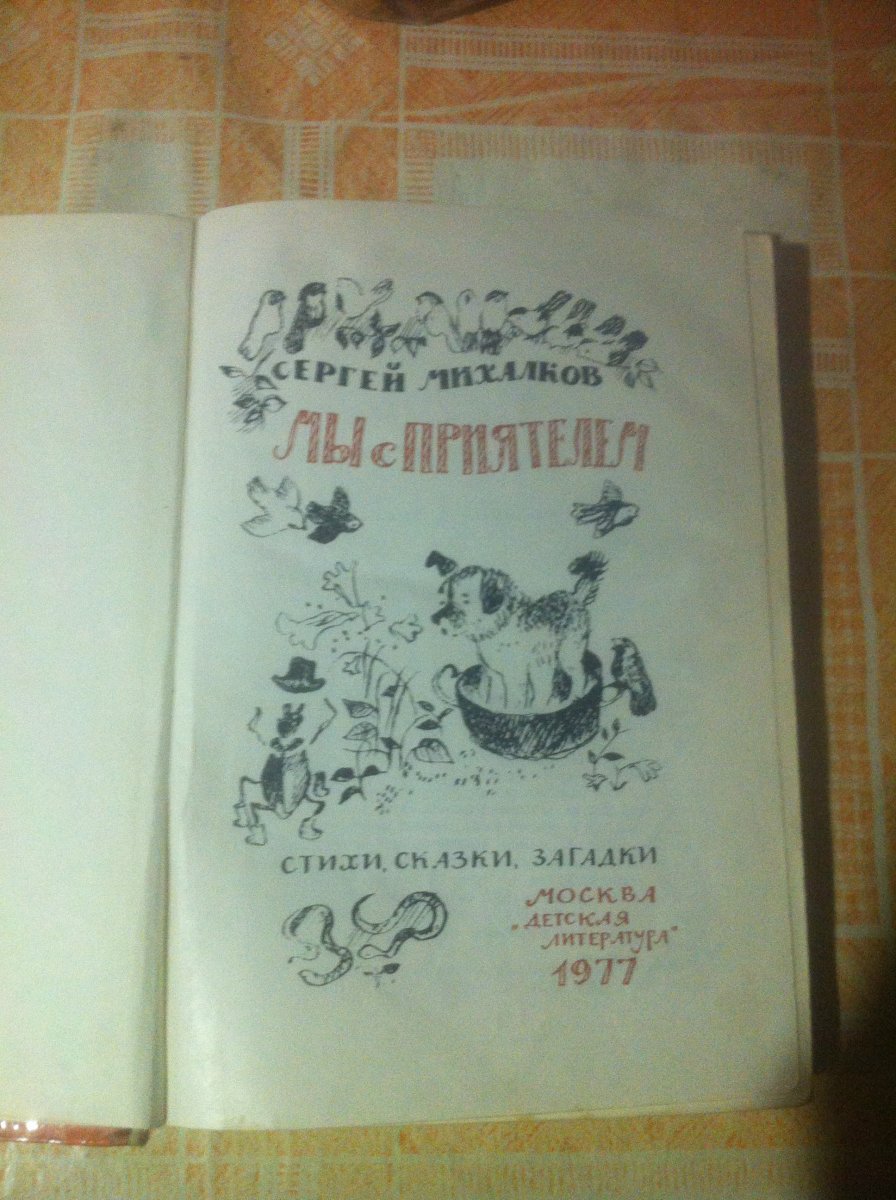 СЕРГЕЙ МИХАЛКОВ
МЫ С ПРИЯТЕЛЕМ
СТИХИ, СКАЗКИ, ЗАГАДКИ
МОСКВА
„ДЕТСКАЯ
ЛИТЕРАТУРА"
1977